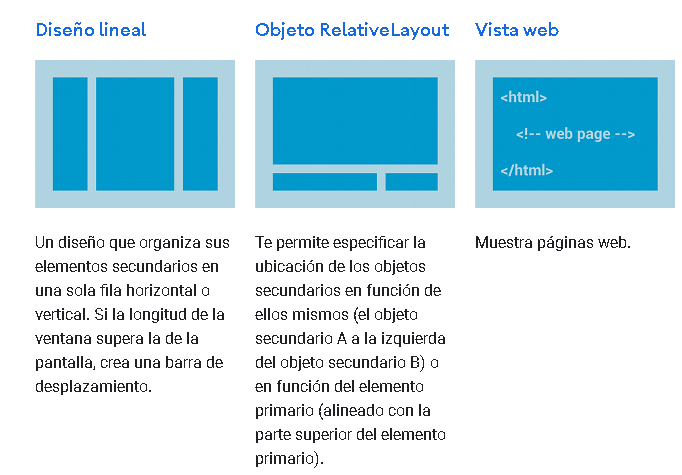 Diseño lineal
<html>
<!-- web page -->
</html>
Un diseño que organiza sus
elementos secundarios en
una sola fila horizontal o
vertical. Si la longitud de la
ventana supera la de la
pantalla, crea una barra de
desplazamiento.
Objeto RelativeLayout
Te permite especificar la
ubicación de los objetos
secundarios en función de
ellos mismos (el objeto
secundario A a la izquierda
del objeto secundario B) o
en función del elemento
primario (alineado con la
parte superior del elemento
primario).
Vista web
Muestra páginas web.